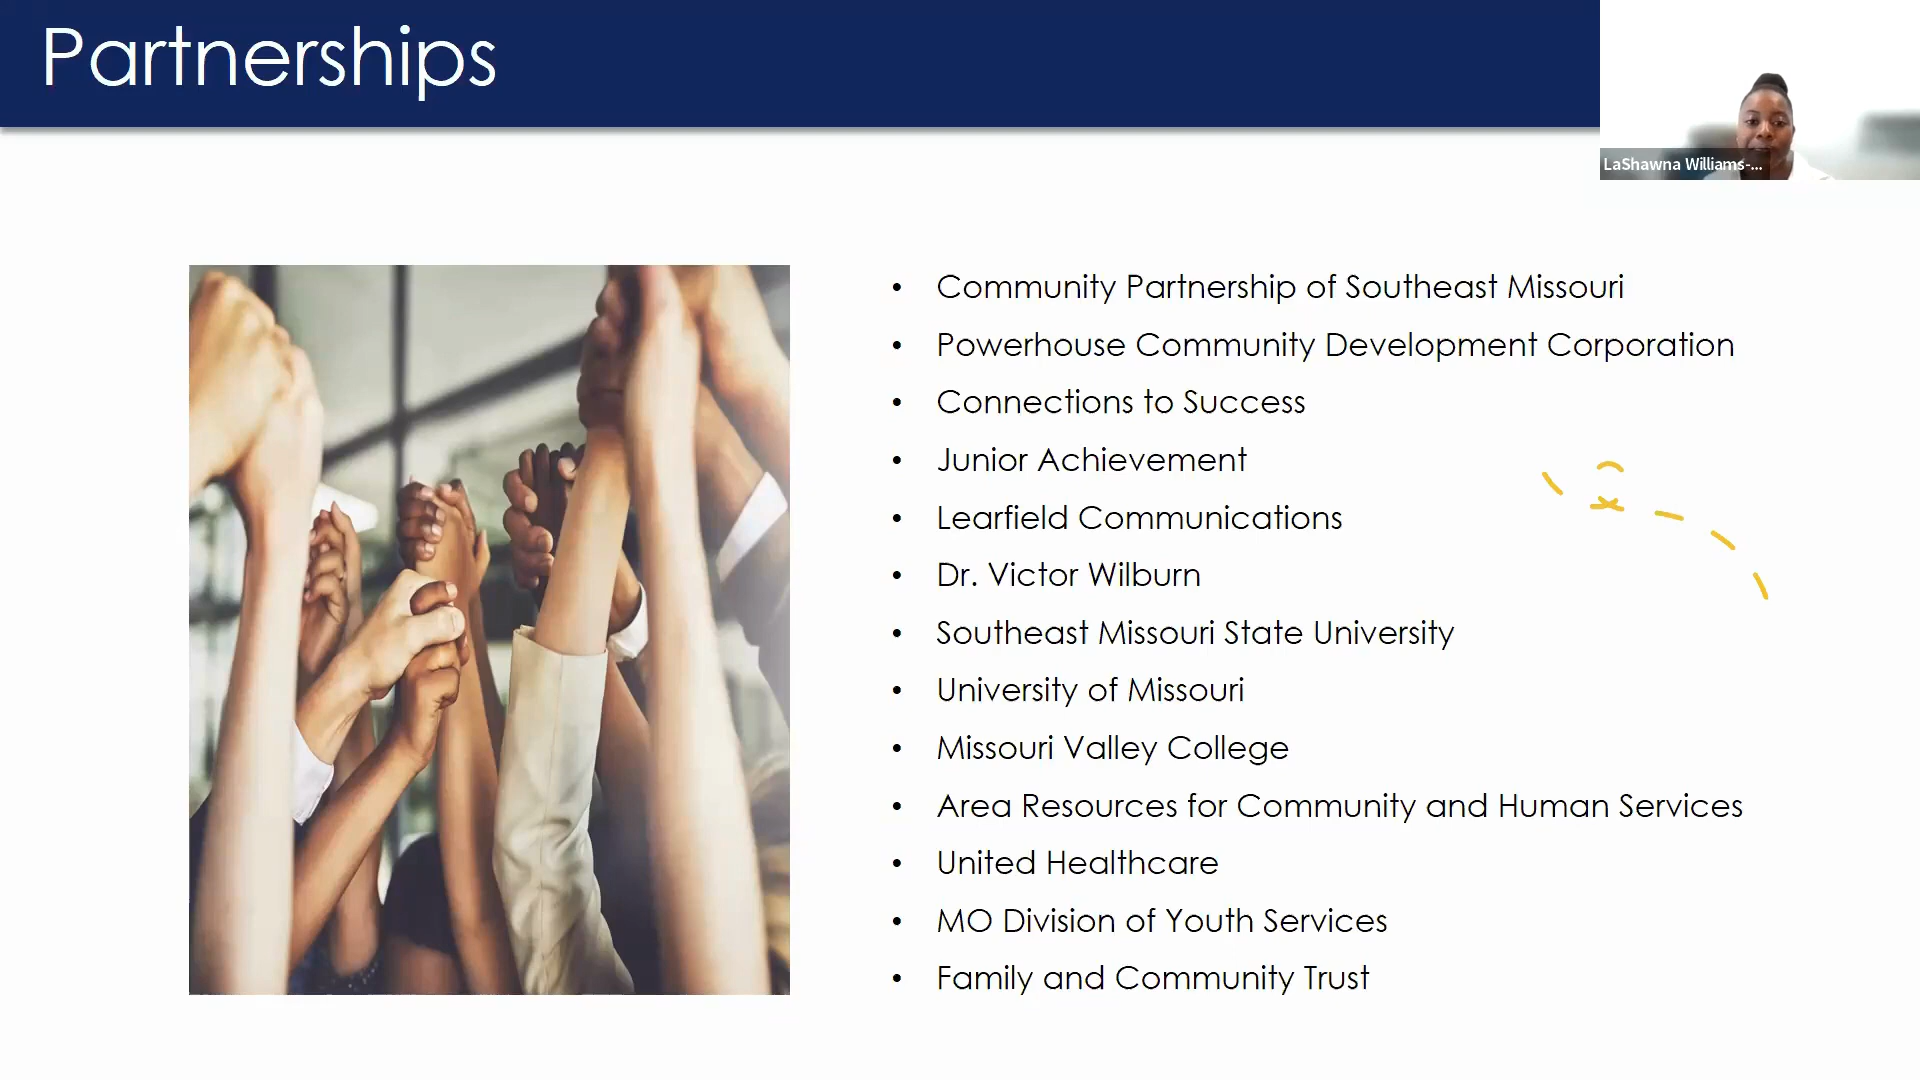 Partnerships
LaShawna Williams-...
• Community Partnership of Southeast Missouri
• Powerhouse Community Development Corporation
• Connections to Success
• Junior Achievement
• Learfield Communications
• Dr. Victor Wilburn
• Southeast Missouri State University
• University of Missouri
• Missouri Valley College
• Area Resources for Community and Human Services
• United Healthcare
• MO Division of Youth Services
• Family and Community Trust